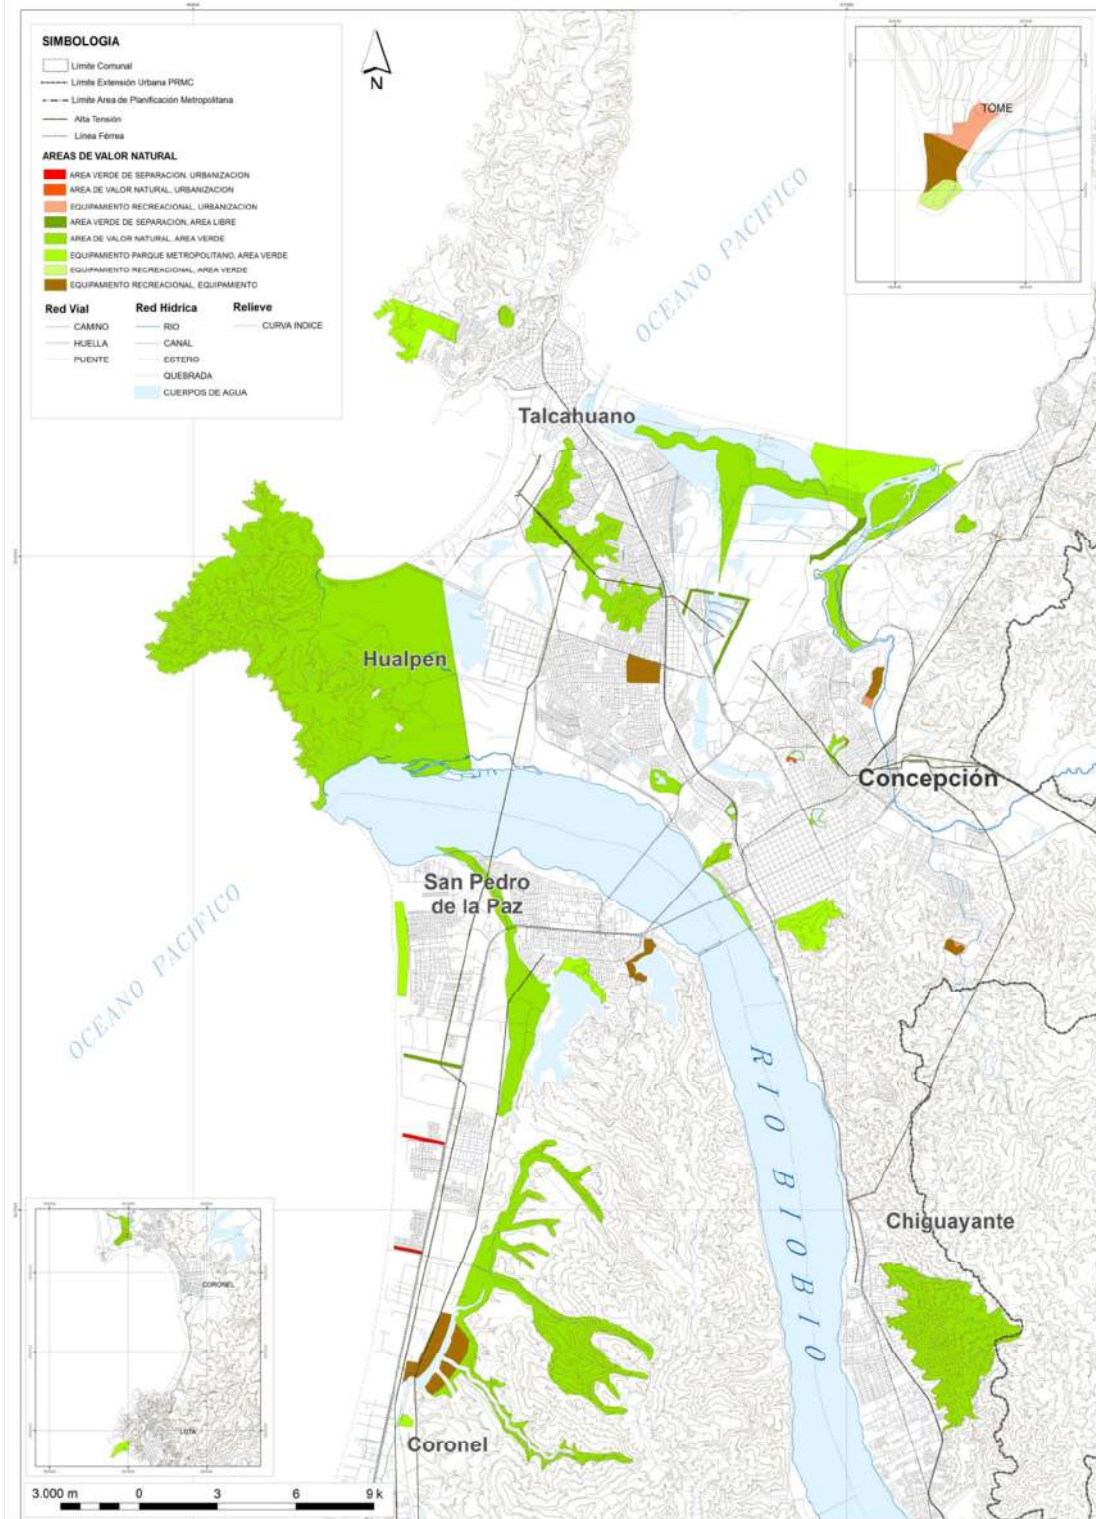 SIMBOLOGIA
Límite Comunal
Límite Extensión Urbana PRMC
Límite Area de Planificación Metropolitana
Alta Tensión
Línea Férrea
AREAS DE VALOR NATURAL
AREA VERDE DE SEPARACION, URBANIZACION
AREA DE VALOR NATURAL, URBANIZACION
EQUIPAMIENTO RECREACIONAL, URBANIZACION
AREA VERDE DE SEPARACION, AREA LIBRE
AREA DE VALOR NATURAL, AREA VERDE
EQUIPAMIENTO PARQUE METROPOLITANO, AREA VERDE
EQUIPAMIENTO RECREACIONAL, AREA VERDE
EQUIPAMIENTO RECREACIONAL, EQUIPAMIENTO
Red Vial
CAMINO
HUELLA
PUENTE
Red Hídrica
RIO
CANAL
ESTERO
QUEBRADA
CUERPOS DE AGUA
Relieve
CURVA INDICE
N
TOME
OCEANO PACIFICO
Talcahuano
Hualpen
Concepción
San Pedro
de la Paz
OCEANO PACIFICO
RIO BIOBIO
Chiguayante
CORONEL
LOTA
Coronel
3.000 m 0 3 6 9 k